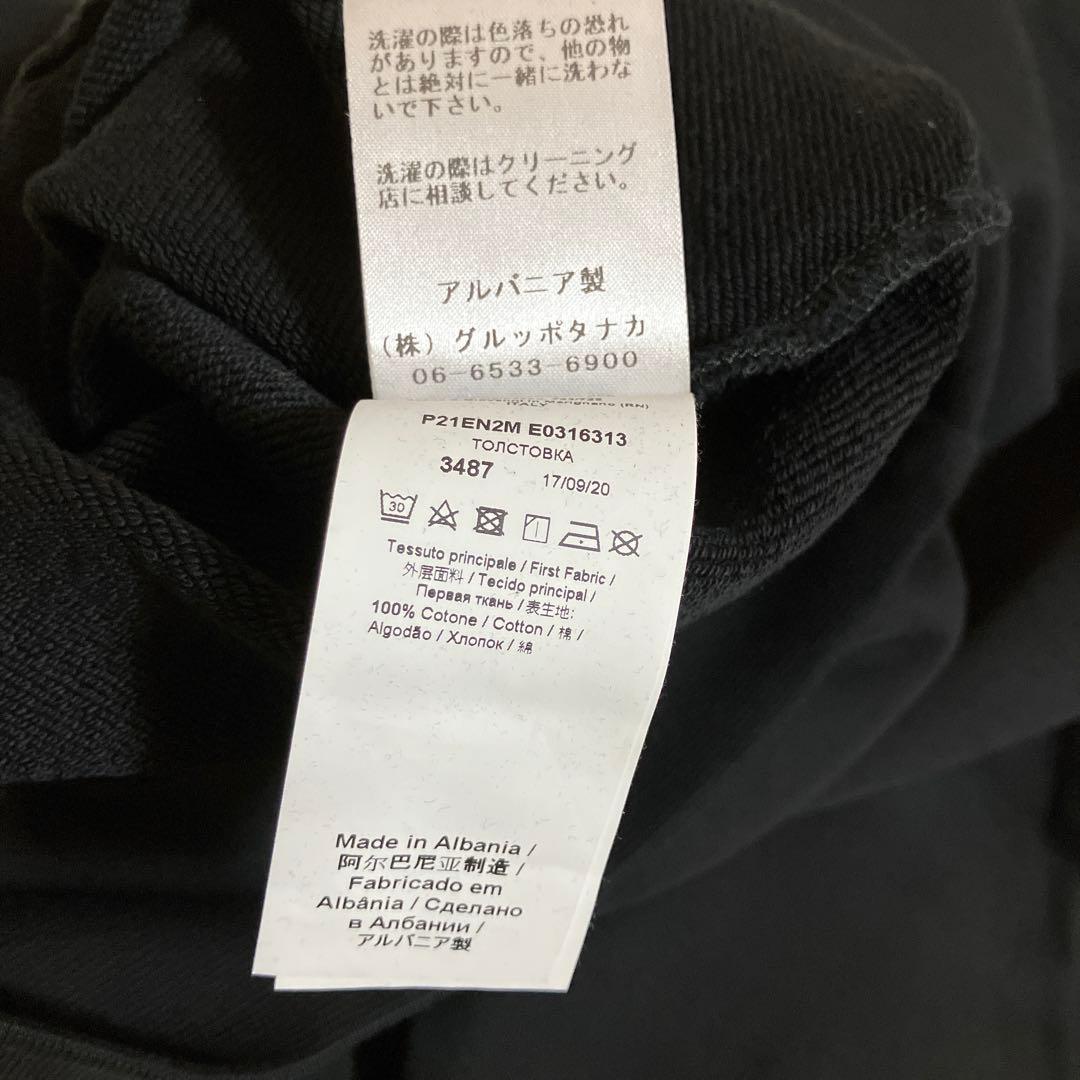 洗濯の際は色落ちの恐れ
がありますので、他の物
とは絶対に一緒に洗わな
いで下さい。
洗濯の際はクリーニング
店に相談してください。
アルバニア製
(株) グルッポタナカ
06-6533-6900
ITALY (RN)
P21EN2M E0316313
ТОЛСТОВКА
3487 17/09/20
30
Tessuto principale / First Fabric /
外层面料 / Tecido principal /
Первая ткань / 表生地:
100% Cotone / Cotton / 棉 /
Algodão / Хлопок / 綿
Made in Albania /
阿尔巴尼亚制造 /
Fabricado em
Albânia / Сделано
в Албании /
アルバニア製